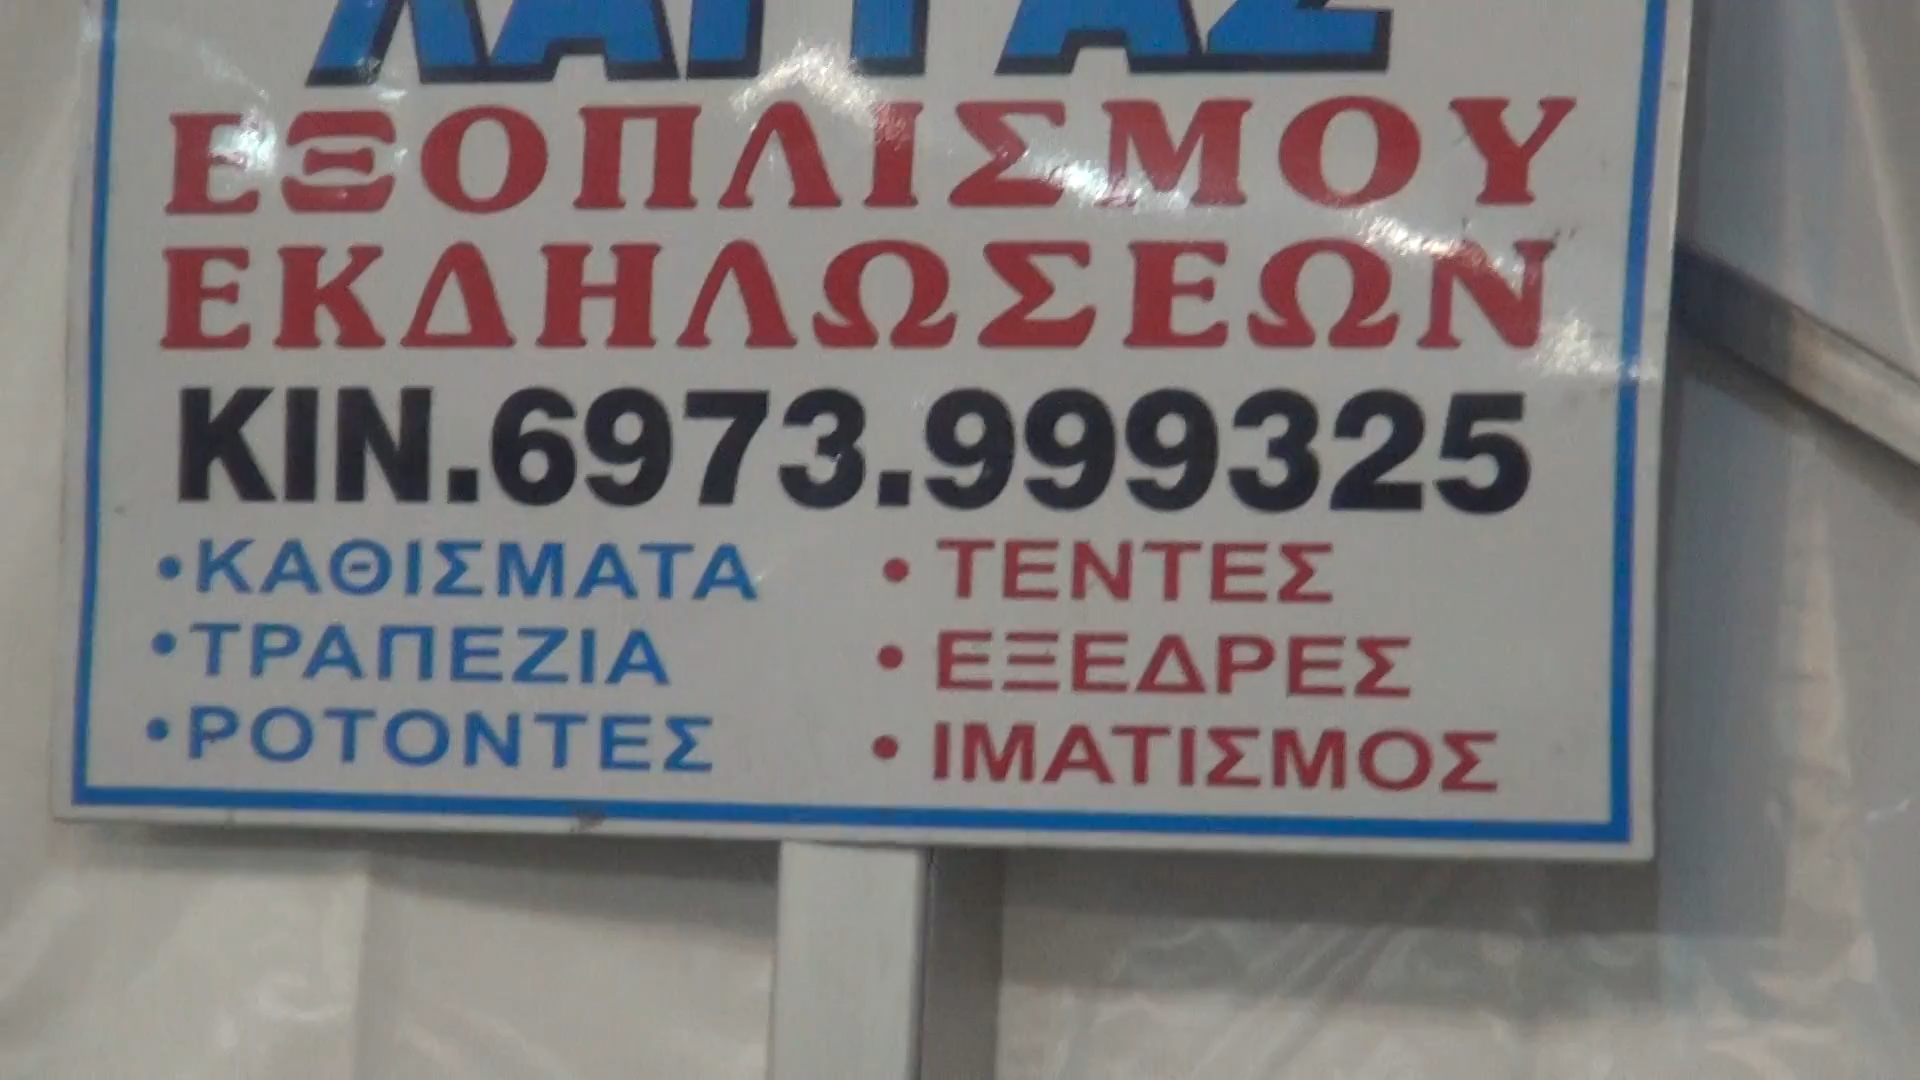 ΕΞΟΠΛΙΣΜΟΥ
ΕΚΔΗΛΩΣΕΩΝ
ΚΙΝ.6973.999325
•ΚΑΘΙΣΜΑΤΑ
•ΤΡΑΠΕΖΙΑ
•ΡΟΤΟΝΤΕΣ
•ΤΕΝΤΕΣ
•ΕΞΕΔΡΕΣ
•ΙΜΑΤΙΣΜΟΣ